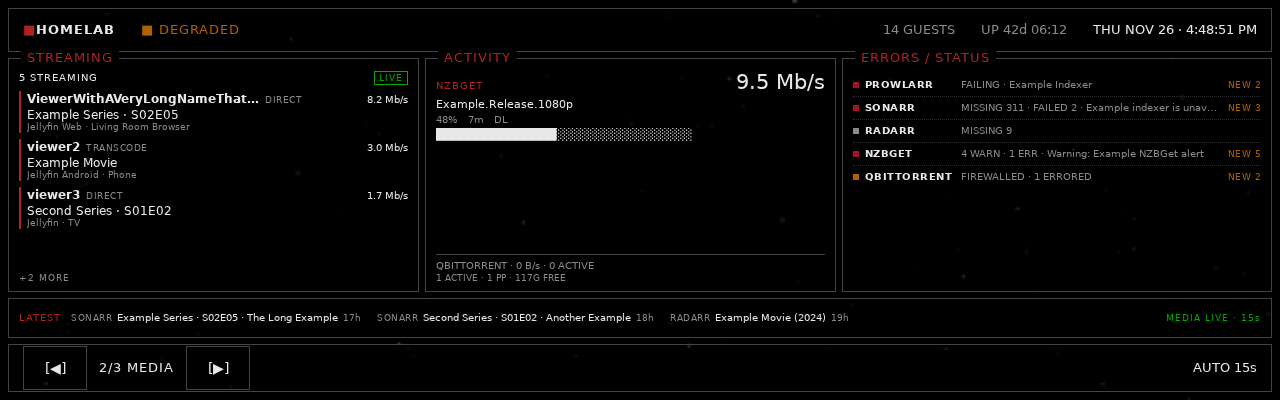 HOMELAB DEGRADED 14 GUESTS UP 42d 06:12 THU NOV 26 · 4:48:51 PM
STREAMING
5 STREAMING LIVE
ViewerWithAVeryLongNameThat... DIRECT 8.2 Mb/s
Example Series · S02E05
Jellyfin Web · Living Room Browser
viewer2 TRANSCODE 3.0 Mb/s
Example Movie
Jellyfin Android · Phone
viewer3 DIRECT 1.7 Mb/s
Second Series · S01E02
Jellyfin · TV
+2 MORE
ACTIVITY
NZBGET 9.5 Mb/s
Example.Release.1080p
48% 7m DL
QBITTORRENT · 0 B/s · 0 ACTIVE
1 ACTIVE · 1 PP · 117G FREE
ERRORS / STATUS
PROWLARR FAILING · Example Indexer NEW 2
SONARR MISSING 311 · FAILED 2 · Example indexer is unav... NEW 3
RADARR MISSING 9
NZBGET 4 WARN · 1 ERR · Warning: Example NZBGet alert NEW 5
QBITTORRENT FIREWALLED · 1 ERRORED NEW 2
LATEST SONARR Example Series · S02E05 · The Long Example 17h SONARR Second Series · S01E02 · Another Example 18h RADARR Example Movie (2024) 19h MEDIA LIVE · 15s
[◀] 2/3 MEDIA [▶] AUTO 15s